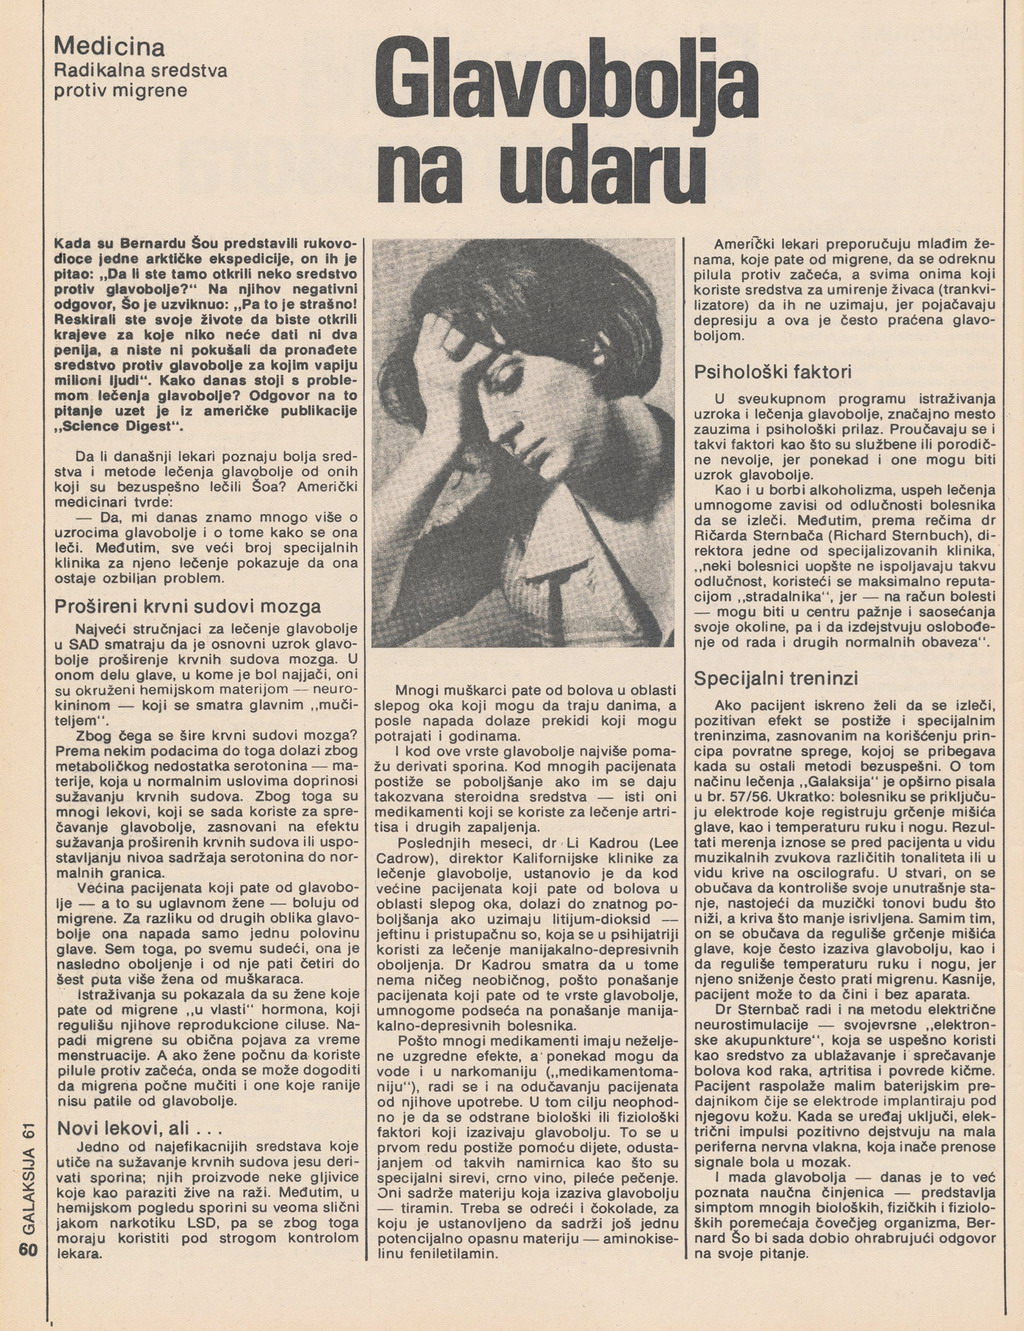 Medicina
Radikalna sredstva
protiv migrene
Glavobolja
na udaru
Kada su Bernardu Šou predstavili rukovo-
dioce jedne arktičke ekspedicije, on ih je
pitao: „Da li ste tamo otkrili neko sredstvo
protiv glavobolje?“ Na njihov negativni
odgovor, Šo je uzviknuo: „Pa to je strašno!
Reskirali ste svoje živote da biste otkrili
krajeve za koje niko neće dati ni dva
penija, a niste ni pokušali da pronađete
sredstvo protiv glavobolje za kojim vapiju
milioni ljudi“. Kako danas stoji s proble-
mom lečenja glavobolje? Odgovor na to
pitanje uzet je iz američke publikacije
„Science Digest“.
Da li današnji lekari poznaju bolja sred-
stva i metode lečenja glavobolje od onih
koji su bezuspešno lečili Šoa? Američki
medicinari tvrde:
— Da, mi danas znamo mnogo više o
uzrocima glavobolje i o tome kako se ona
leči. Međutim, sve veći broj specijalnih
klinika za njeno lečenje pokazuje da ona
ostaje ozbiljan problem.
Prošireni krvni sudovi mozga
Najveći stručnjaci za lečenje glavobolje
u SAD smatraju da je osnovni uzrok glavo-
bolje proširenje krvnih sudova mozga. U
onom delu glave, u kome je bol najjači, oni
su okruženi hemijskom materijom — neuro-
kininom — koji se smatra glavnim „muči-
teljem“.
Zbog čega se šire krvni sudovi mozga?
Prema nekim podacima do toga dolazi zbog
metaboličkog nedostatka serotonina — ma-
terije, koja u normalnim uslovima doprinosi
sužavanju krvnih sudova. Zbog toga su
mnogi lekovi, koji se sada koriste za spre-
čavanje glavobolje, zasnovani na efektu
sužavanja proširenih krvnih sudova ili uspo-
stavljanju nivoa sadržaja serotonina do nor-
malnih granica.
Većina pacijenata koji pate od glavobo-
lje — a to su uglavnom žene — boluju od
migrene. Za razliku od drugih oblika glavo-
bolje ona napada samo jednu polovinu
glave. Sem toga, po svemu sudeći, ona je
nasledno oboljenje i od nje pati četiri do
šest puta više žena od muškaraca.
Istraživanja su pokazala da su žene koje
pate od migrene „u vlasti“ hormona, koji
regulišu njihove reprodukcione ciluse. Na-
padi migrene su obična pojava za vreme
menstruacije. A ako žene počnu da koriste
pilule protiv začeća, onda se može dogoditi
da migrena počne mučiti i one koje ranije
nisu patile od glavobolje.
Novi lekovi, ali . . .
Jedno od najefikacnijih sredstava koje
utiče na sužavanje krvnih sudova jesu deri-
vati sporina; njih proizvode neke gljivice
koje kao paraziti žive na raži. Međutim, u
hemijskom pogledu sporini su veoma slični
jakom narkotiku LSD, pa se zbog toga
moraju koristiti pod strogom kontrolom
lekara.
Mnogi muškarci pate od bolova u oblasti
slepog oka koji mogu da traju danima, a
posle napada dolaze prekidi koji mogu
potrajati i godinama.
I kod ove vrste glavobolje najviše poma-
žu derivati sporina. Kod mnogih pacijenata
postiže se poboljšanje ako im se daju
takozvana steroidna sredstva — isti oni
medikamenti koji se koriste za lečenje artri-
tisa i drugih zapaljenja.
Poslednjih meseci, dr Li Kadrou (Lee
Cadrow), direktor Kalifornijske klinike za
lečenje glavobolje, ustanovio je da kod
većine pacijenata koji pate od bolova u
oblasti slepog oka, dolazi do znatnog po-
boljšanja ako uzimaju litijum-dioksid —
jeftinu i pristupačnu so, koja se u psihijatriji
koristi za lečenje manijakalno-depresivnih
oboljenja. Dr Kadrou smatra da u tome
nema ničeg neobičnog, pošto ponašanje
pacijenata koji pate od te vrste glavobolje,
umnogome podseća na ponašanje manija-
kalno-depresivnih bolesnika.
Pošto mnogi medikamenti imaju neželje-
ne uzgredne efekte, a ponekad mogu da
vode i u narkomaniju („medikamentoma-
niju“), radi se i na odučavanju pacijenata
od njihove upotrebe. U tom cilju neophod-
no je da se odstrane biološki ili fiziološki
faktori koji izazivaju glavobolju. To se u
prvom redu postiže pomoću dijete, odusta-
janjem od takvih namirnica kao što su
specijalni sirevi, crno vino, pileće pečenje.
Oni sadrže materiju koja izaziva glavobolju
— tiramin. Treba se odreći i čokolade, za
koju je ustanovljeno da sadrži još jednu
potencijalno opasnu materiju — aminokise-
linu feniletilamin.
Američki lekari preporučuju mlađim že-
nama, koje pate od migrene, da se odreknu
pilula protiv začeća, a svima onima koji
koriste sredstva za umirenje živaca (trankvi-
lizatore) da ih ne uzimaju, jer pojačavaju
depresiju a ova je često praćena glavo-
boljom.
Psihološki faktori
U sveukupnom programu istraživanja
uzroka i lečenja glavobolje, značajno mesto
zauzima i psihološki prilaz. Proučavaju se i
takvi faktori kao što su službene ili porodič-
ne nevolje, jer ponekad i one mogu biti
uzrok glavobolje.
Kao i u borbi alkoholizma, uspeh lečenja
umnogome zavisi od odlučnosti bolesnika
da se izleči. Međutim, prema rečima dr
Ričarda Sternbača (Richard Sternbuch), di-
rektora jedne od specijalizovanih klinika,
„neki bolesnici uopšte ne ispoljavaju takvu
odlučnost, koristeći se maksimalno reputa-
cijom „stradalnika“, jer — na račun bolesti
— mogu biti u centru pažnje i saosećanja
svoje okoline, pa i da izdejstvuju oslobođe-
nje od rada i drugih normalnih obaveza“.
Specijalni treninzi
Ako pacijent iskreno želi da se izleči,
pozitivan efekt se postiže i specijalnim
treninzima, zasnovanim na korišćenju prin-
cipa povratne sprege, kojoj se pribegava
kada su ostali metodi bezuspešni. O tom
načinu lečenja „Galaksija“ je opširno pisala
u br. 57/56. Ukratko: bolesniku se priključu-
ju elektrode koje registruju grčenje mišića
glave, kao i temperaturu ruku i nogu. Rezul-
tati merenja iznose se pred pacijenta u vidu
muzikalnih zvukova različitih tonaliteta ili u
vidu krive na oscilografu. U stvari, on se
obučava da kontroliše svoje unutrašnje sta-
nje, nastojeći da muzički tonovi budu što
niži, a kriva što manje isrivljena. Samim tim,
on se obučava da reguliše grčenje mišića
glave, koje često izaziva glavobolju, kao i
da reguliše temperaturu ruku i nogu, jer
njeno sniženje često prati migrenu. Kasnije,
pacijent može to da čini i bez aparata.
Dr Sternbač radi i na metodu električne
neurostimulacije — svojevrsne „elektron-
ske akupunkture“, koja se uspešno koristi
kao sredstvo za ublažavanje i sprečavanje
bolova kod raka, artritisa i povrede kičme.
Pacijent raspolaže malim baterijskim pre-
dajnikom čije se elektrode implantiraju pod
njegovu kožu. Kada se uređaj uključi, elek-
trični impulsi pozitivno dejstvuju na mala
periferna nervna vlakna, koja inače prenose
signale bola u mozak.
I mada glavobolja — danas je to već
poznata naučna činjenica — predstavlja
simptom mnogih bioloških, fizičkih i fiziolo-
ških poremećaja čovečjeg organizma, Ber-
nard Šo bi sada dobio ohrabrujući odgovor
na svoje pitanje.
GALAKSIJA 61
60